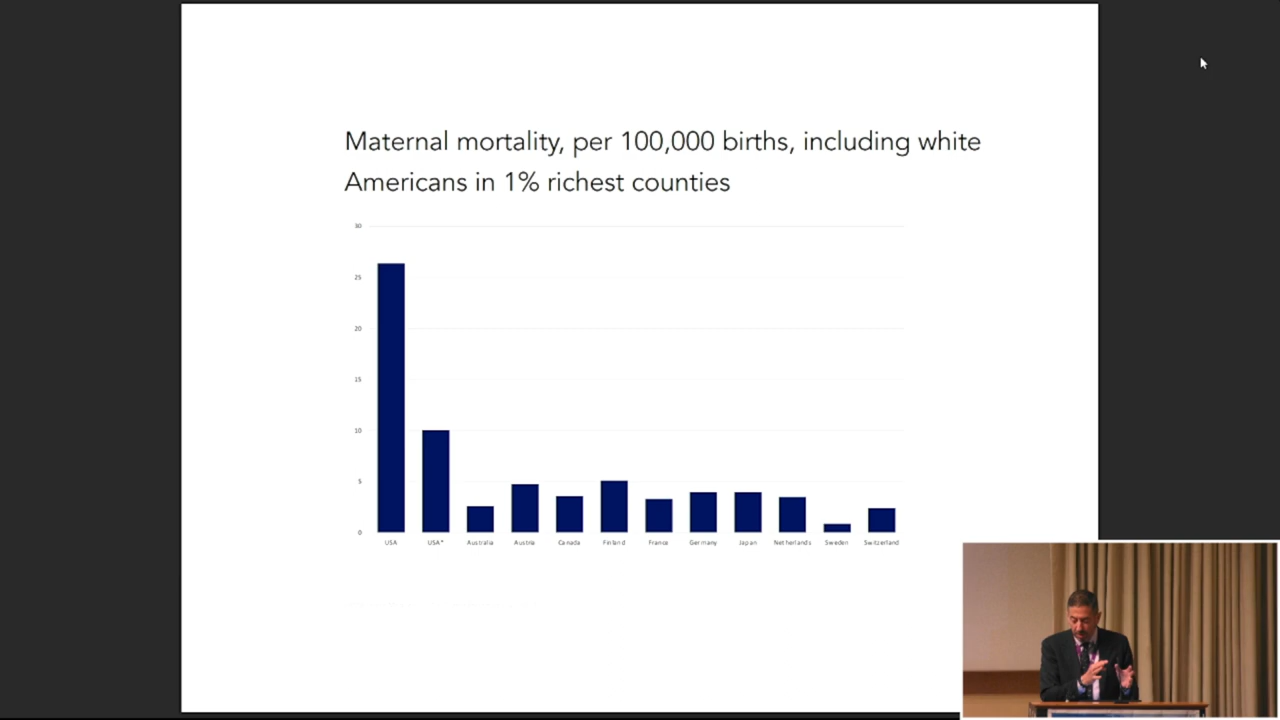 Maternal mortality, per 100,000 births, including white
Americans in 1% richest counties
30
25
20
15
10
5
0
USA USA* Australia Austria Canada Finland France Germany Japan Netherlands Sweden Switzerland